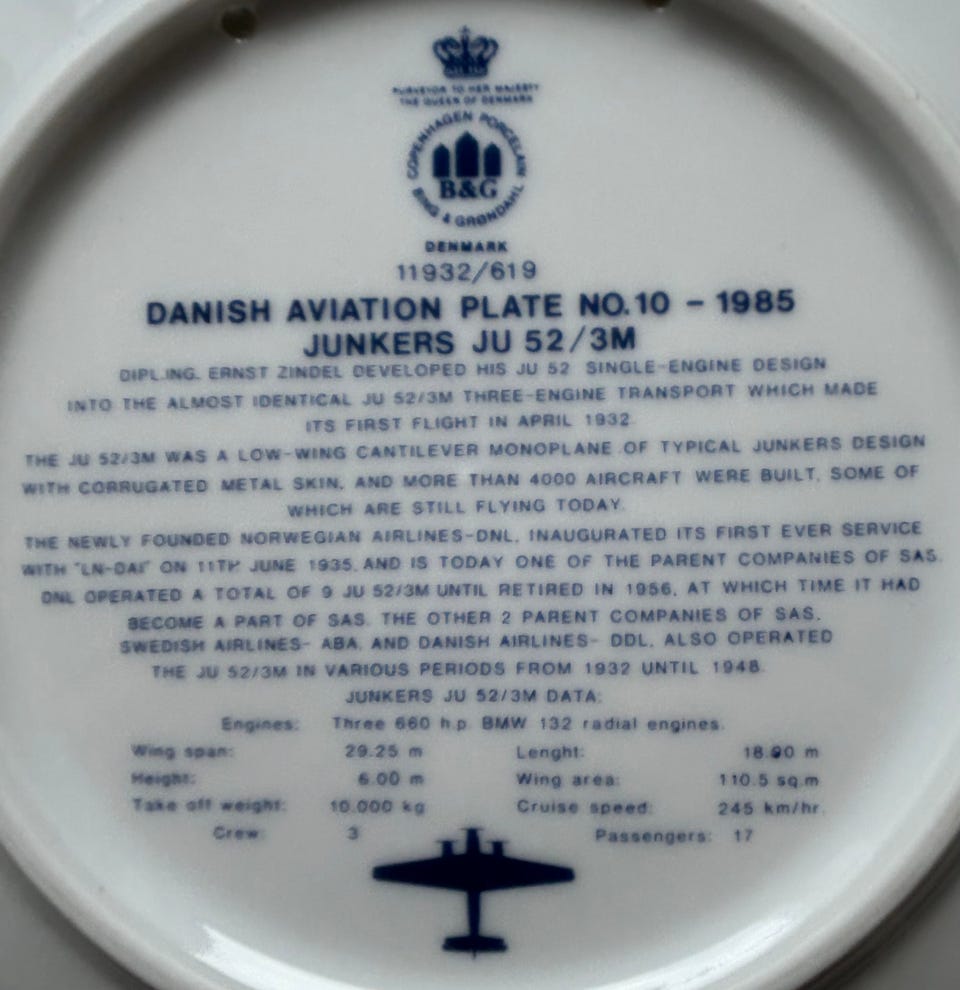 PURVEYOR TO HER MAJESTY
THE QUEEN OF DENMARK
COPENHAGEN PORCELAIN
B&G
BING & GRØNDAHL
DENMARK
11932/619
DANISH AVIATION PLATE NO.10 - 1985
JUNKERS JU 52/3M
DIPL.ING. ERNST ZINDEL DEVELOPED HIS JU 52 SINGLE-ENGINE DESIGN
INTO THE ALMOST IDENTICAL JU 52/3M THREE-ENGINE TRANSPORT WHICH MADE
ITS FIRST FLIGHT IN APRIL 1932.
THE JU 52/3M WAS A LOW-WING CANTILEVER MONOPLANE OF TYPICAL JUNKERS DESIGN
WITH CORRUGATED METAL SKIN, AND MORE THAN 4000 AIRCRAFT WERE BUILT, SOME OF
WHICH ARE STILL FLYING TODAY.
THE NEWLY FOUNDED NORWEGIAN AIRLINES-DNL, INAUGURATED ITS FIRST EVER SERVICE
WITH "LN-DAI" ON 11TH JUNE 1935, AND IS TODAY ONE OF THE PARENT COMPANIES OF SAS.
DNL OPERATED A TOTAL OF 9 JU 52/3M UNTIL RETIRED IN 1956, AT WHICH TIME IT HAD
BECOME A PART OF SAS. THE OTHER 2 PARENT COMPANIES OF SAS,
SWEDISH AIRLINES- ABA, AND DANISH AIRLINES- DDL, ALSO OPERATED
THE JU 52/3M IN VARIOUS PERIODS FROM 1932 UNTIL 1948.
JUNKERS JU 52/3M DATA:
Engines: Three 660 h.p. BMW 132 radial engines.
Wing span: 29.25 m Lenght: 18.90 m
Height: 6.00 m Wing area: 110.5 sq.m
Take off weight: 10.000 kg Cruise speed: 245 km/hr.
Crew: 3 Passengers: 17